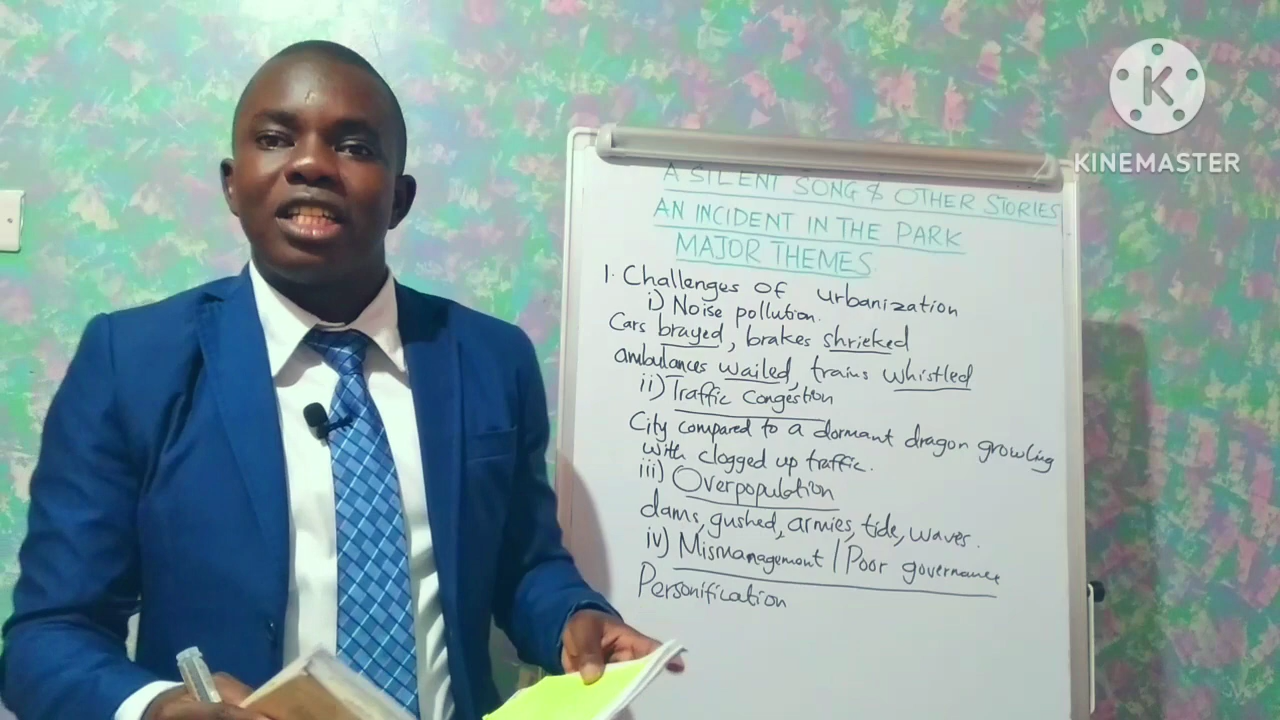 K
KINEMASTER
A SILENT SONG & OTHER STORIES
AN INCIDENT IN THE PARK
MAJOR THEMES
1. Challenges of urbanization
i) Noise pollution.
Cars brayed, brakes shrieked
ambulances wailed, trains whistled
ii) Traffic Congestion
City compared to a dormant dragon growling
with clogged up traffic.
iii) Overpopulation
dams, gushed, armies, tide, waves.
iv) Mismanagement / Poor governance
Personification